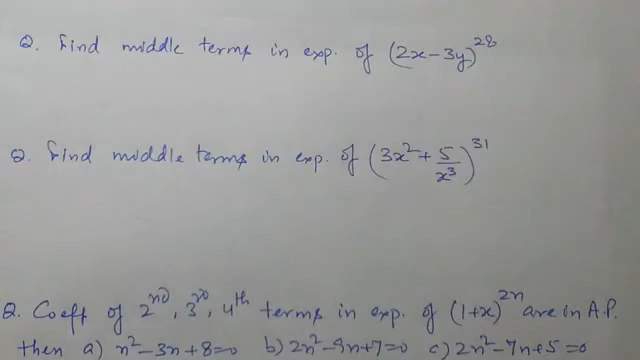 Q. Find middle terms in exp. of (2x - 3y)^28
Q. Find middle terms in exp. of (3x^2 + 5/x^3)^31
Q. Coeff of 2nd, 3rd, 4th terms in exp. of (1+x)^2n are in A.P.
then a) n^2 - 3n + 8 = 0 b) 2n^2 - 9n + 7 = 0 c) 2n^2 - 7n + 5 = 0